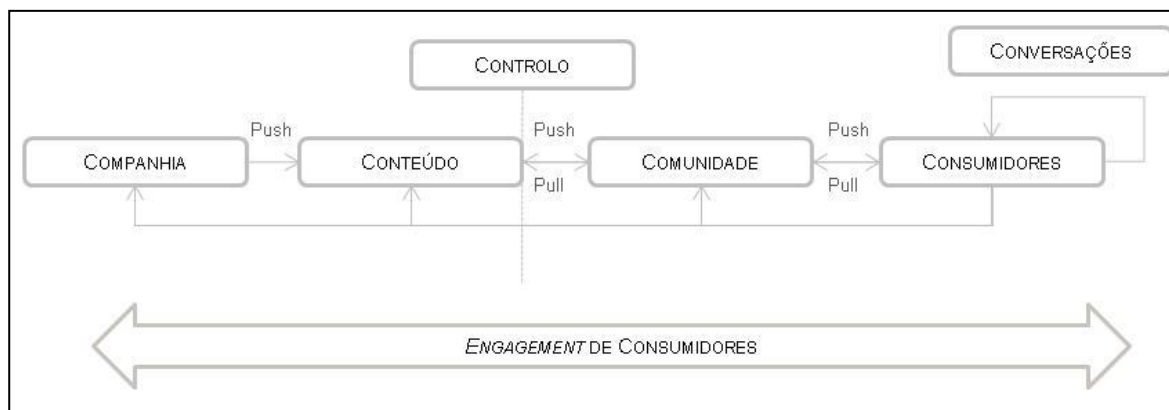 CONTROLO
CONVERSAÇÕES
Push
Push
Push
COMPANHIA
CONTEÚDO
COMUNIDADE
CONSUMIDORES
Pull
Pull
ENGAGEMENT DE CONSUMIDORES